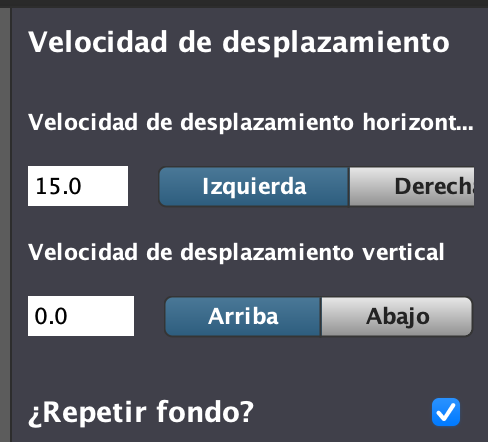 Velocidad de desplazamiento
Velocidad de desplazamiento horizont...
15.0 Izquierda Derecha
Velocidad de desplazamiento vertical
0.0 Arriba Abajo
¿Repetir fondo?